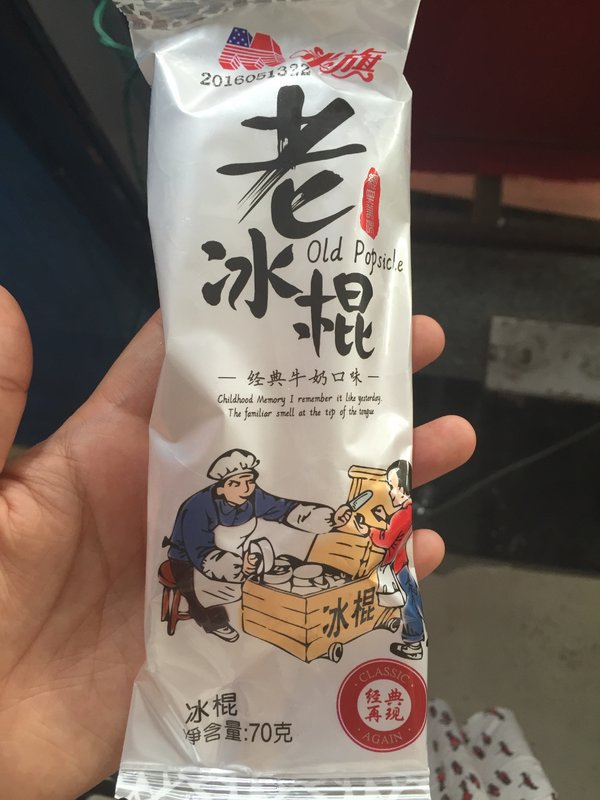 旗
2016051322
老
冰棍
Old Popsicle
经典牛奶口味
Childhood Memory I remember it like yesterday.
The familiar smell at the tip of the tongue
冰棍
CLASSIC
经典
再现
AGAIN
冰棍
净含量:70克